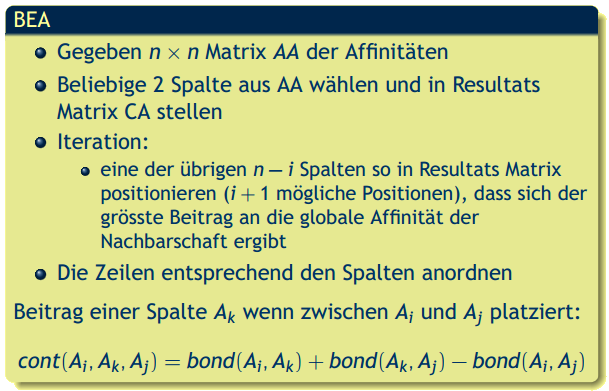 BEA
Gegeben n × n Matrix AA der Affinitäten
Beliebige 2 Spalte aus AA wählen und in Resultats
Matrix CA stellen
Iteration:
eine der übrigen n − i Spalten so in Resultats Matrix
positionieren (i + 1 mögliche Positionen), dass sich der
grösste Beitrag an die globale Affinität der
Nachbarschaft ergibt
Die Zeilen entsprechend den Spalten anordnen
Beitrag einer Spalte A_k wenn zwischen A_i und A_j platziert:
cont(A_i, A_k, A_j) = bond(A_i, A_k) + bond(A_k, A_j) − bond(A_i, A_j)